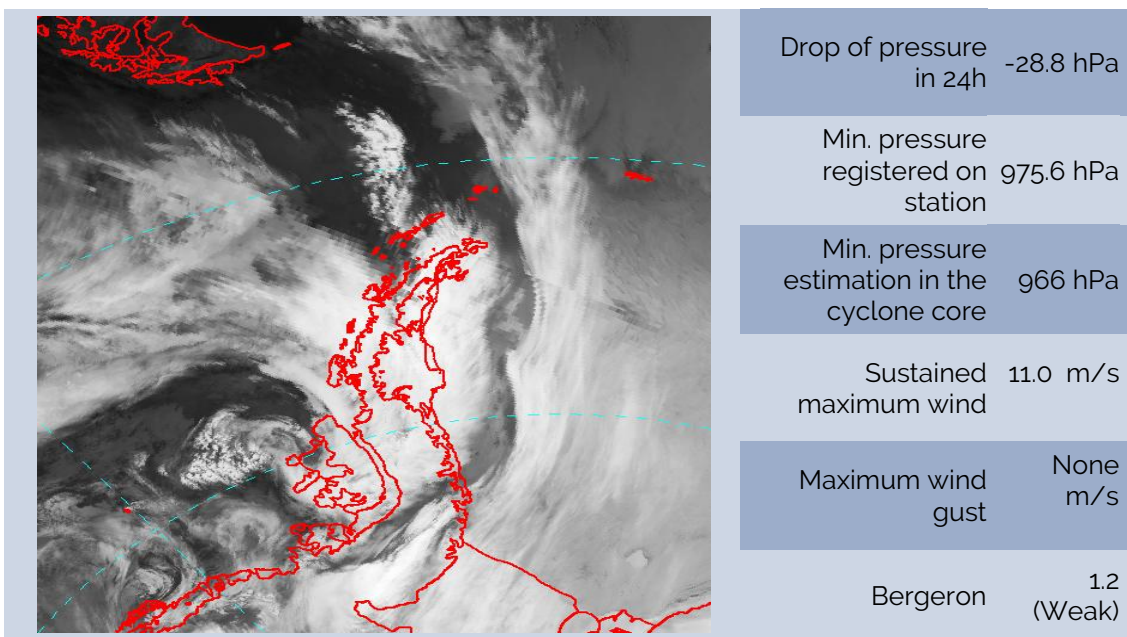 Drop of pressure
in 24h
-28.8 hPa
Min. pressure
registered on
station
975.6 hPa
Min. pressure
estimation in the
cyclone core
966 hPa
Sustained
maximum wind
11.0 m/s
Maximum wind
gust
None
m/s
Bergeron
1.2
(Weak)